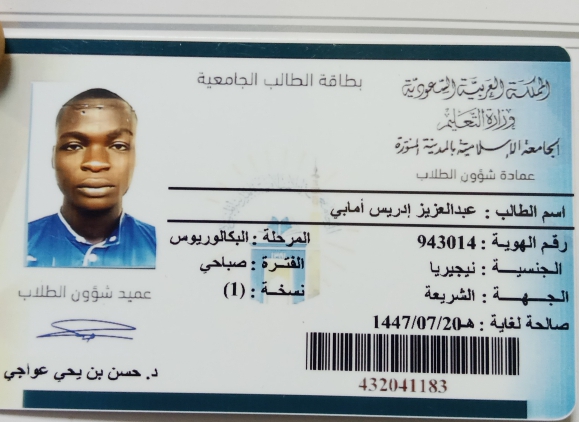 المملكة العربية السعودية
وزارة التعليم
الجامعة الإسلامية بالمدينة المنورة
عمادة شؤون الطلاب
بطاقة الطالب الجامعية
اسم الطالب : عبدالعزيز إدريس أمابي
رقم الهوية : 943014 المرحلة : البكالوريوس
الجنسيــة : نيجيريا الفترة : صباحي
الجـــهـــة : الشريعة نسخة : (1)
صالحة لغاية : 1447/07/20هـ
432041183
عميد شؤون الطلاب
د. حسن بن يحي عواجي